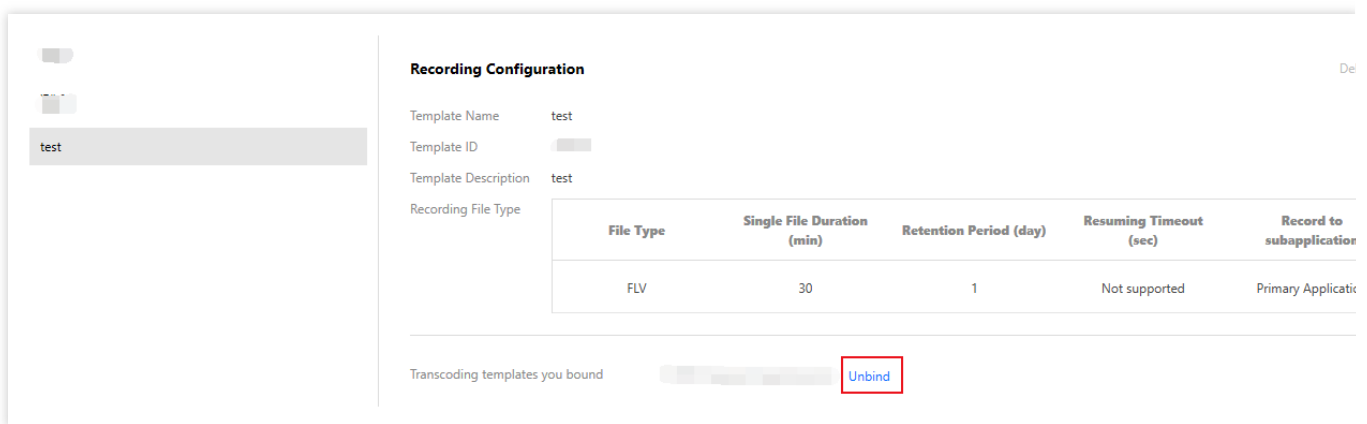 Recording Configuration
Template Name test
test
Template ID
Template Description test
Recording File Type
File Type Single File Duration (min) Retention Period (day) Resuming Timeout (sec) Record to subapplication
FLV 30 1 Not supported Primary
Transcoding templates you bound Unbind